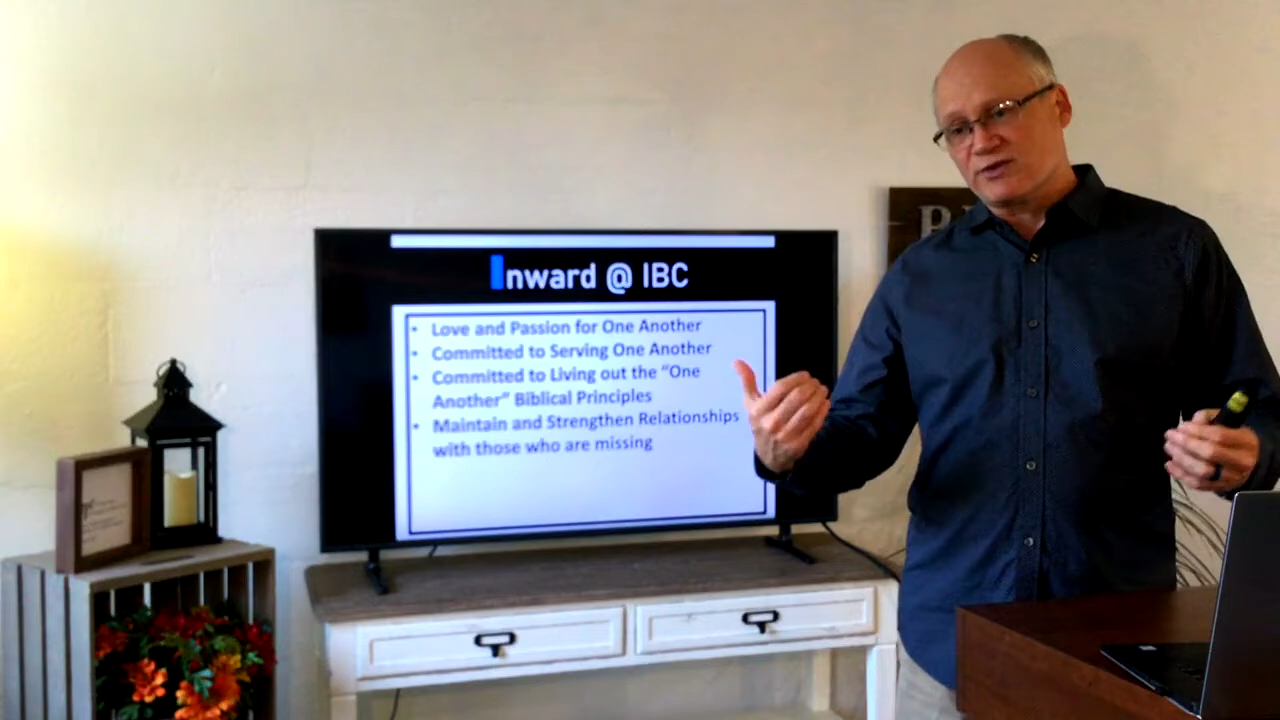 Inward @ IBC
• Love and Passion for One Another
• Committed to Serving One Another
• Committed to Living out the “One
Another” Biblical Principles
• Maintain and Strengthen Relationships
with those who are missing